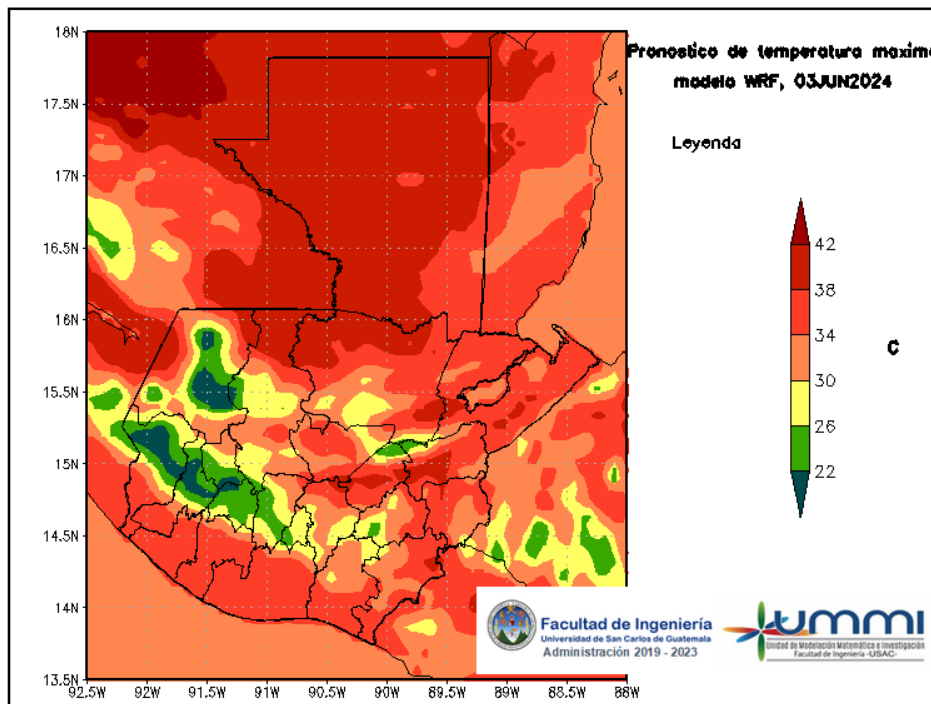 Pronostico de temperatura maxim
modelo WRF, 03JUN2024
Leyenda
42
38
34
30
26
22
C
18N
17.5N
17N
16.5N
16N
15.5N
15N
14.5N
14N
13.5N
92.5W 92W 91.5W 91W 90.5W 90W 89.5W 89W 88.5W 88W
Facultad de Ingeniería
Universidad de San Carlos de Guatemala
Administración 2019 - 2023
ummi
Unidad de Modelación Matemática e Investigación
Facultad de Ingeniería -USAC-